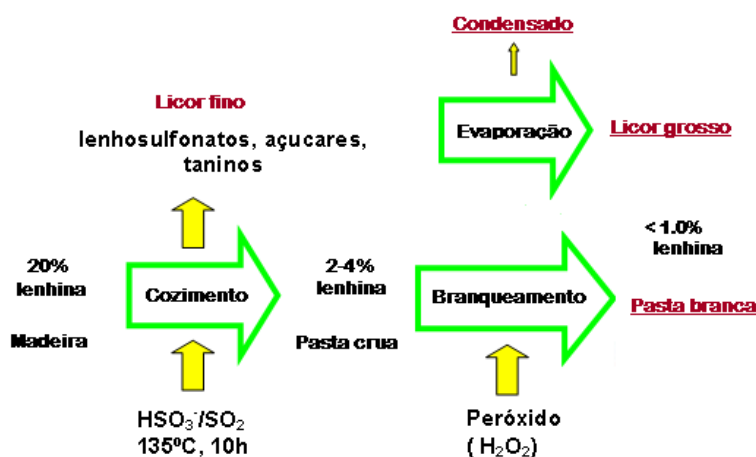 Condensado
Licor fino
lenhosulfonatos, açucares,
taninos
Evaporação
Licor grosso
20%
lenhina
Madeira
Cozimento
2-4%
lenhina
Pasta crua
Branqueamento
<1.0%
lenhina
Pasta branca
HSO₃⁻/SO₂
135ºC, 10h
Peróxido
( H₂O₂)